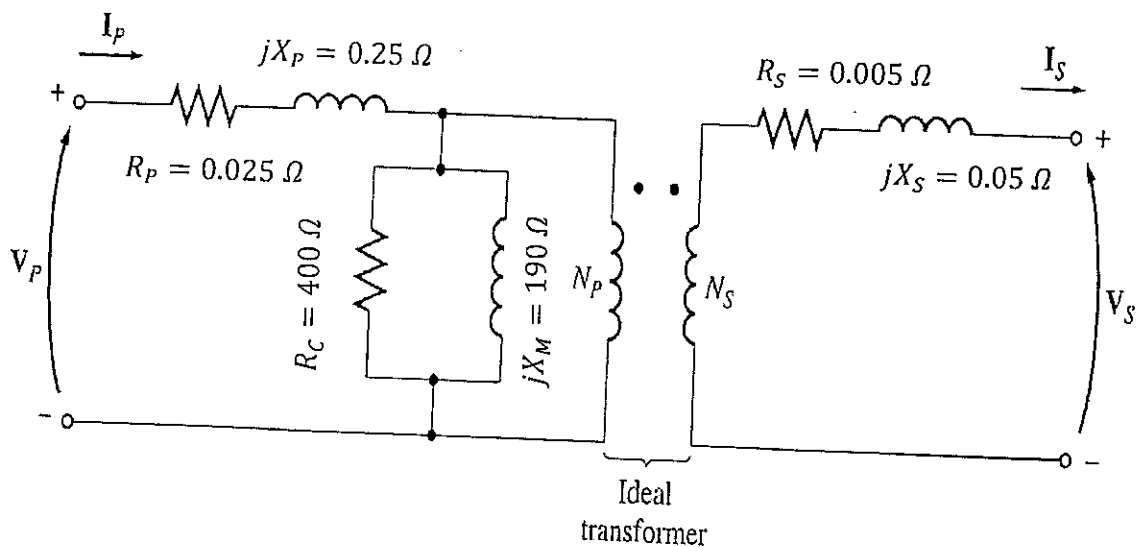 I_P
jX_P = 0.25 Ω
R_S = 0.005 Ω
I_S
+
+
R_P = 0.025 Ω
jX_S = 0.05 Ω
V_P
R_C = 400 Ω
jX_M = 190 Ω
N_P
N_S
V_S
-
-
Ideal
transformer